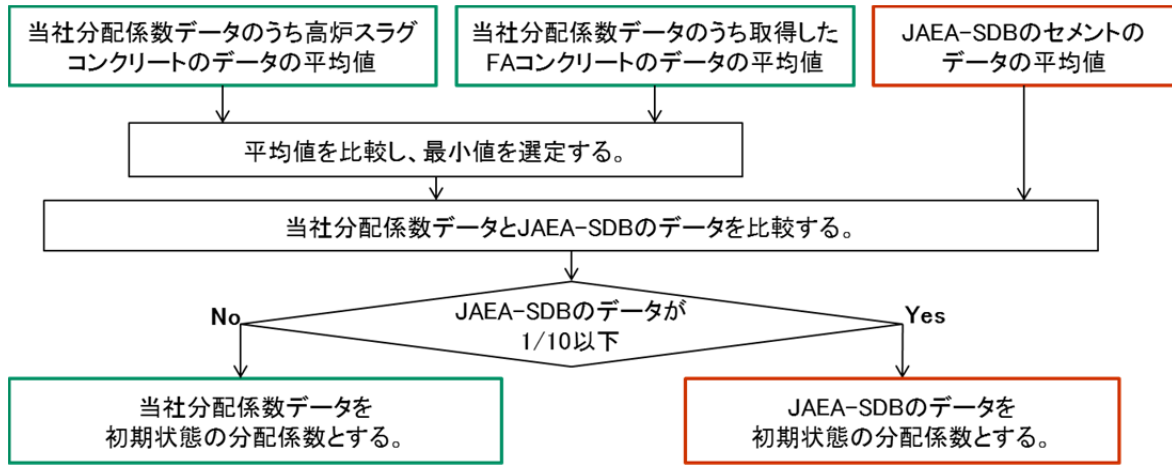 当社分配係数データのうち高炉スラグ
コンクリートのデータの平均値
当社分配係数データのうち取得した
FAコンクリートのデータの平均値
JAEA-SDBのセメントの
データの平均値
平均値を比較し、最小値を選定する。
当社分配係数データとJAEA-SDBのデータを比較する。
No
JAEA-SDBのデータが
1/10以下
Yes
当社分配係数データを
初期状態の分配係数とする。
JAEA-SDBのデータを
初期状態の分配係数とする。